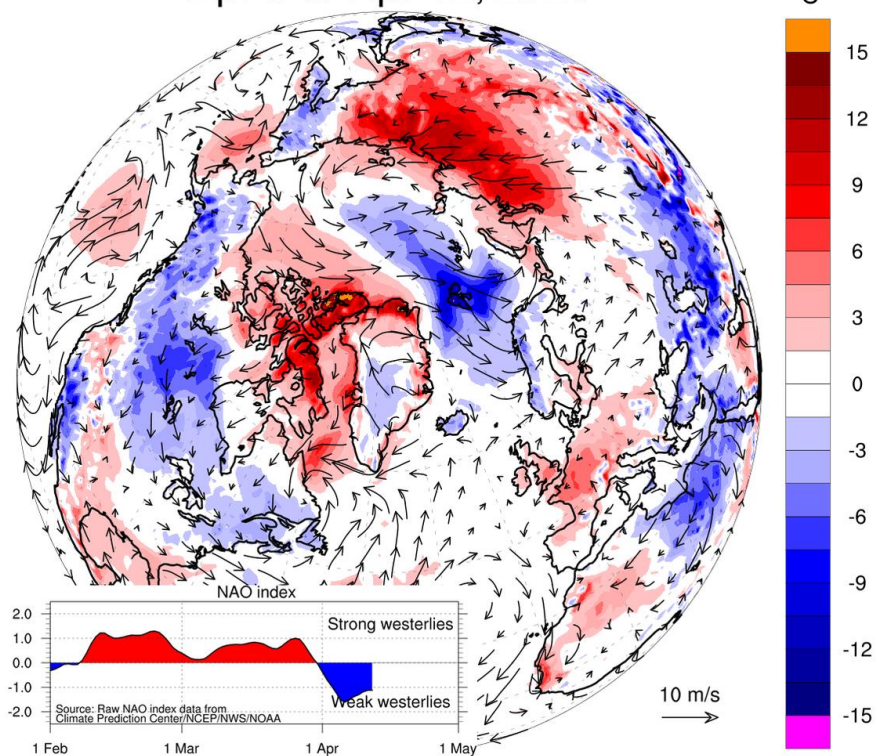 15
12
9
6
3
0
-3
-6
-9
-12
-15
10 m/s
NAO index
2.0
1.0
0.0
-1.0
-2.0
Strong westerlies
Weak westerlies
Source: Raw NAO index data from
Climate Prediction Center/NCEP/NWS/NOAA
1 Feb
1 Mar
1 Apr
1 May